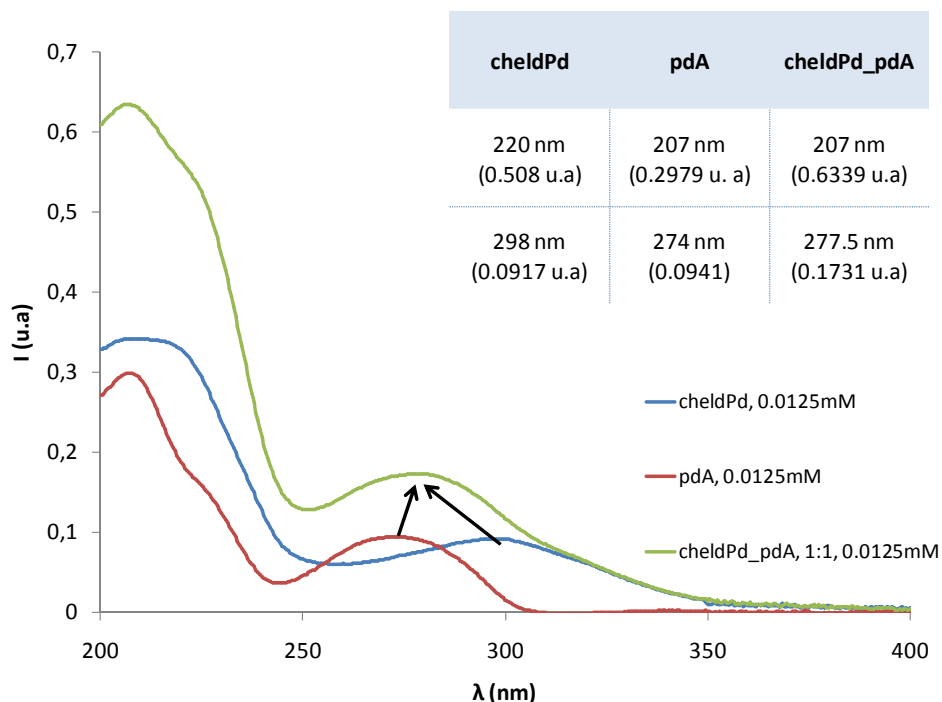 cheldPd pdA cheldPd_pdA
220 nm 207 nm 207 nm
(0.508 u.a) (0.2979 u. a) (0.6339 u.a)
298 nm 274 nm 277.5 nm
(0.0917 u.a) (0.0941) (0.1731 u.a)
0,7
0,6
0,5
0,4
0,3
0,2
0,1
0
I (u.a)
cheldPd, 0.0125mM
pdA, 0.0125mM
cheldPd_pdA, 1:1, 0.0125mM
200 250 300 350 400
λ (nm)